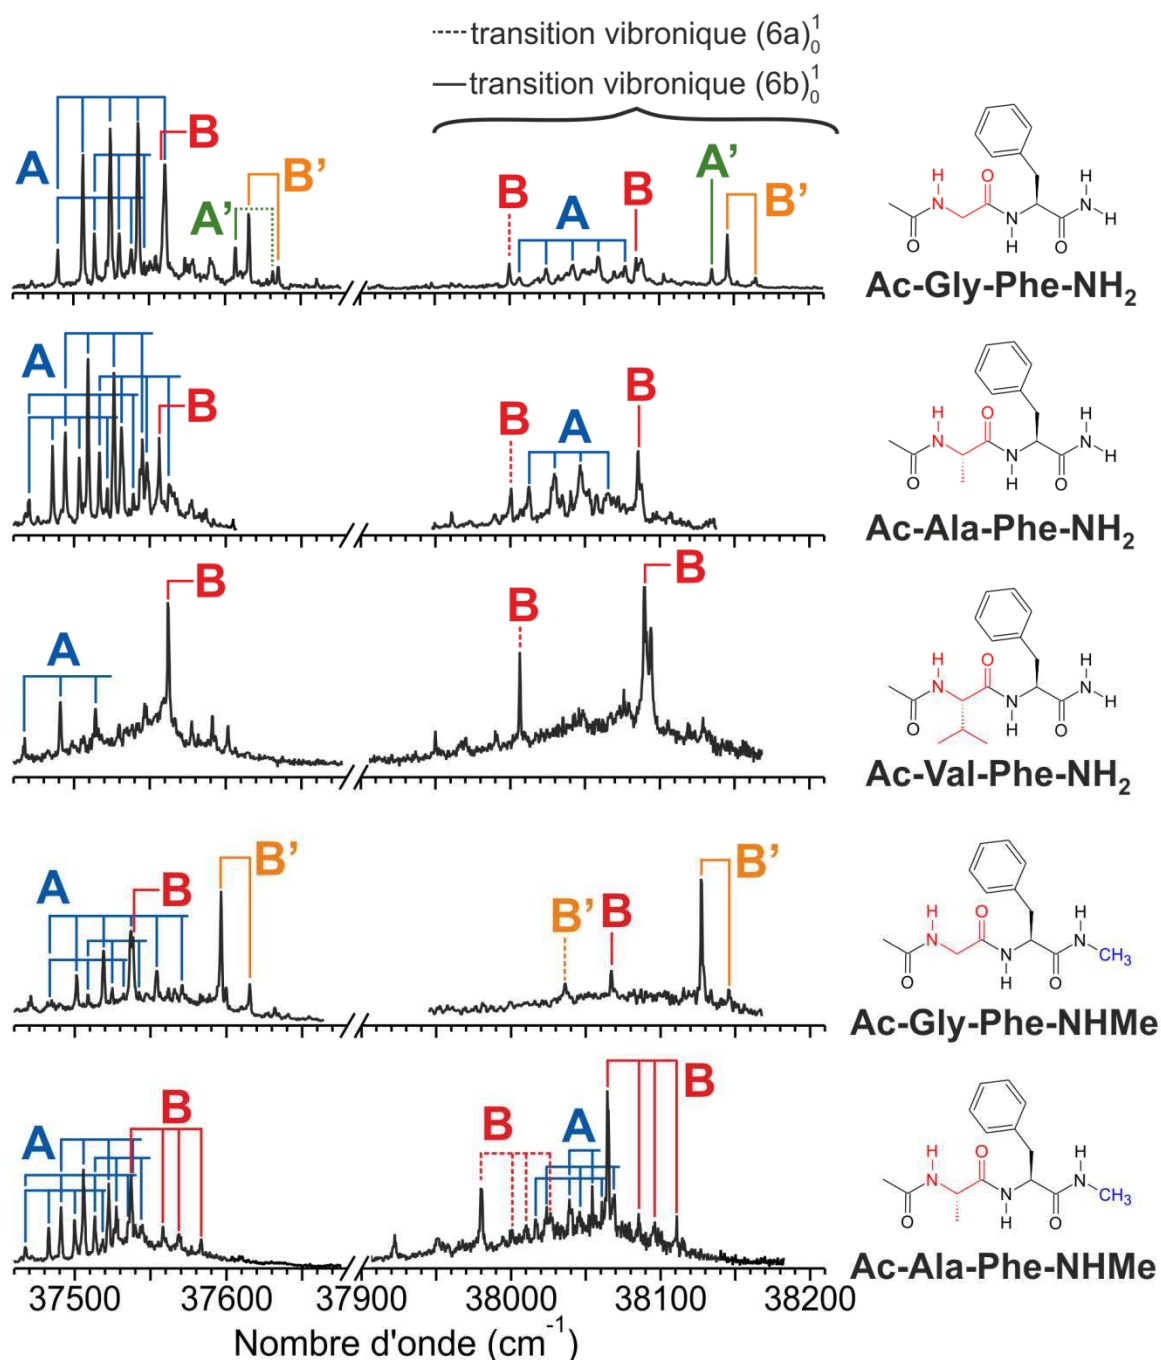 transition vibronique (6a)¹₀
transition vibronique (6b)¹₀
A
B
A'
B'
B
A
B
A'
B'
H
N
O
O
N
H
O
H
N
H
Ac-Gly-Phe-NH₂
A
B
B
A
B
H
N
O
O
N
H
O
H
N
H
Ac-Ala-Phe-NH₂
A
B
B
B
H
N
O
O
N
H
O
H
N
H
Ac-Val-Phe-NH₂
A
B
B'
B'
B
B'
H
N
O
O
N
H
O
H
N
CH₃
Ac-Gly-Phe-NHMe
A
B
B
A
B
H
N
O
O
N
H
O
H
N
CH₃
Ac-Ala-Phe-NHMe
37500 37600 37900 38000 38100 38200
Nombre d'onde (cm⁻¹)